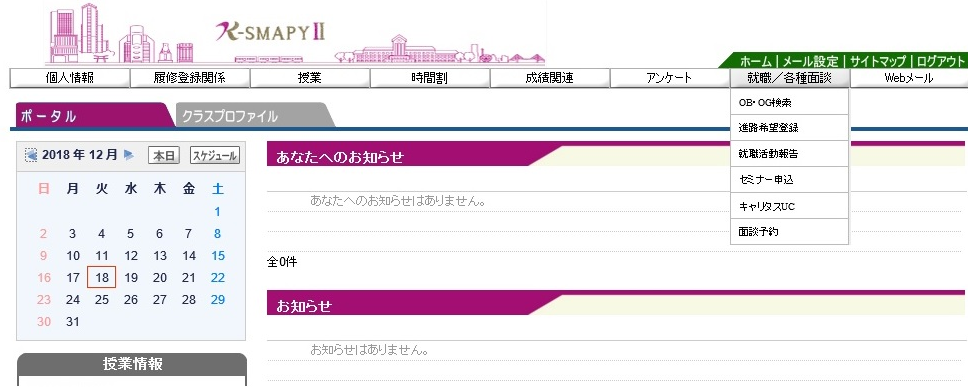 K-SMAPY II
ホーム | メール設定 | サイトマップ | ログアウト
個人情報 履修登録関係 授業 時間割 成績関連 アンケート 就職／各種面談 Webメール
OB・OG検索
進路希望登録
就職活動報告
セミナー申込
キャリタスUC
面談予約
ポータル クラスプロファイル
2018 年 12 月 本日 スケジュール
日 月 火 水 木 金 土
1
2 3 4 5 6 7 8
9 10 11 12 13 14 15
16 17 18 19 20 21 22
23 24 25 26 27 28 29
30 31
授業情報
あなたへのお知らせ
あなたへのお知らせはありません。
全0件
お知らせ
お知らせはありません。